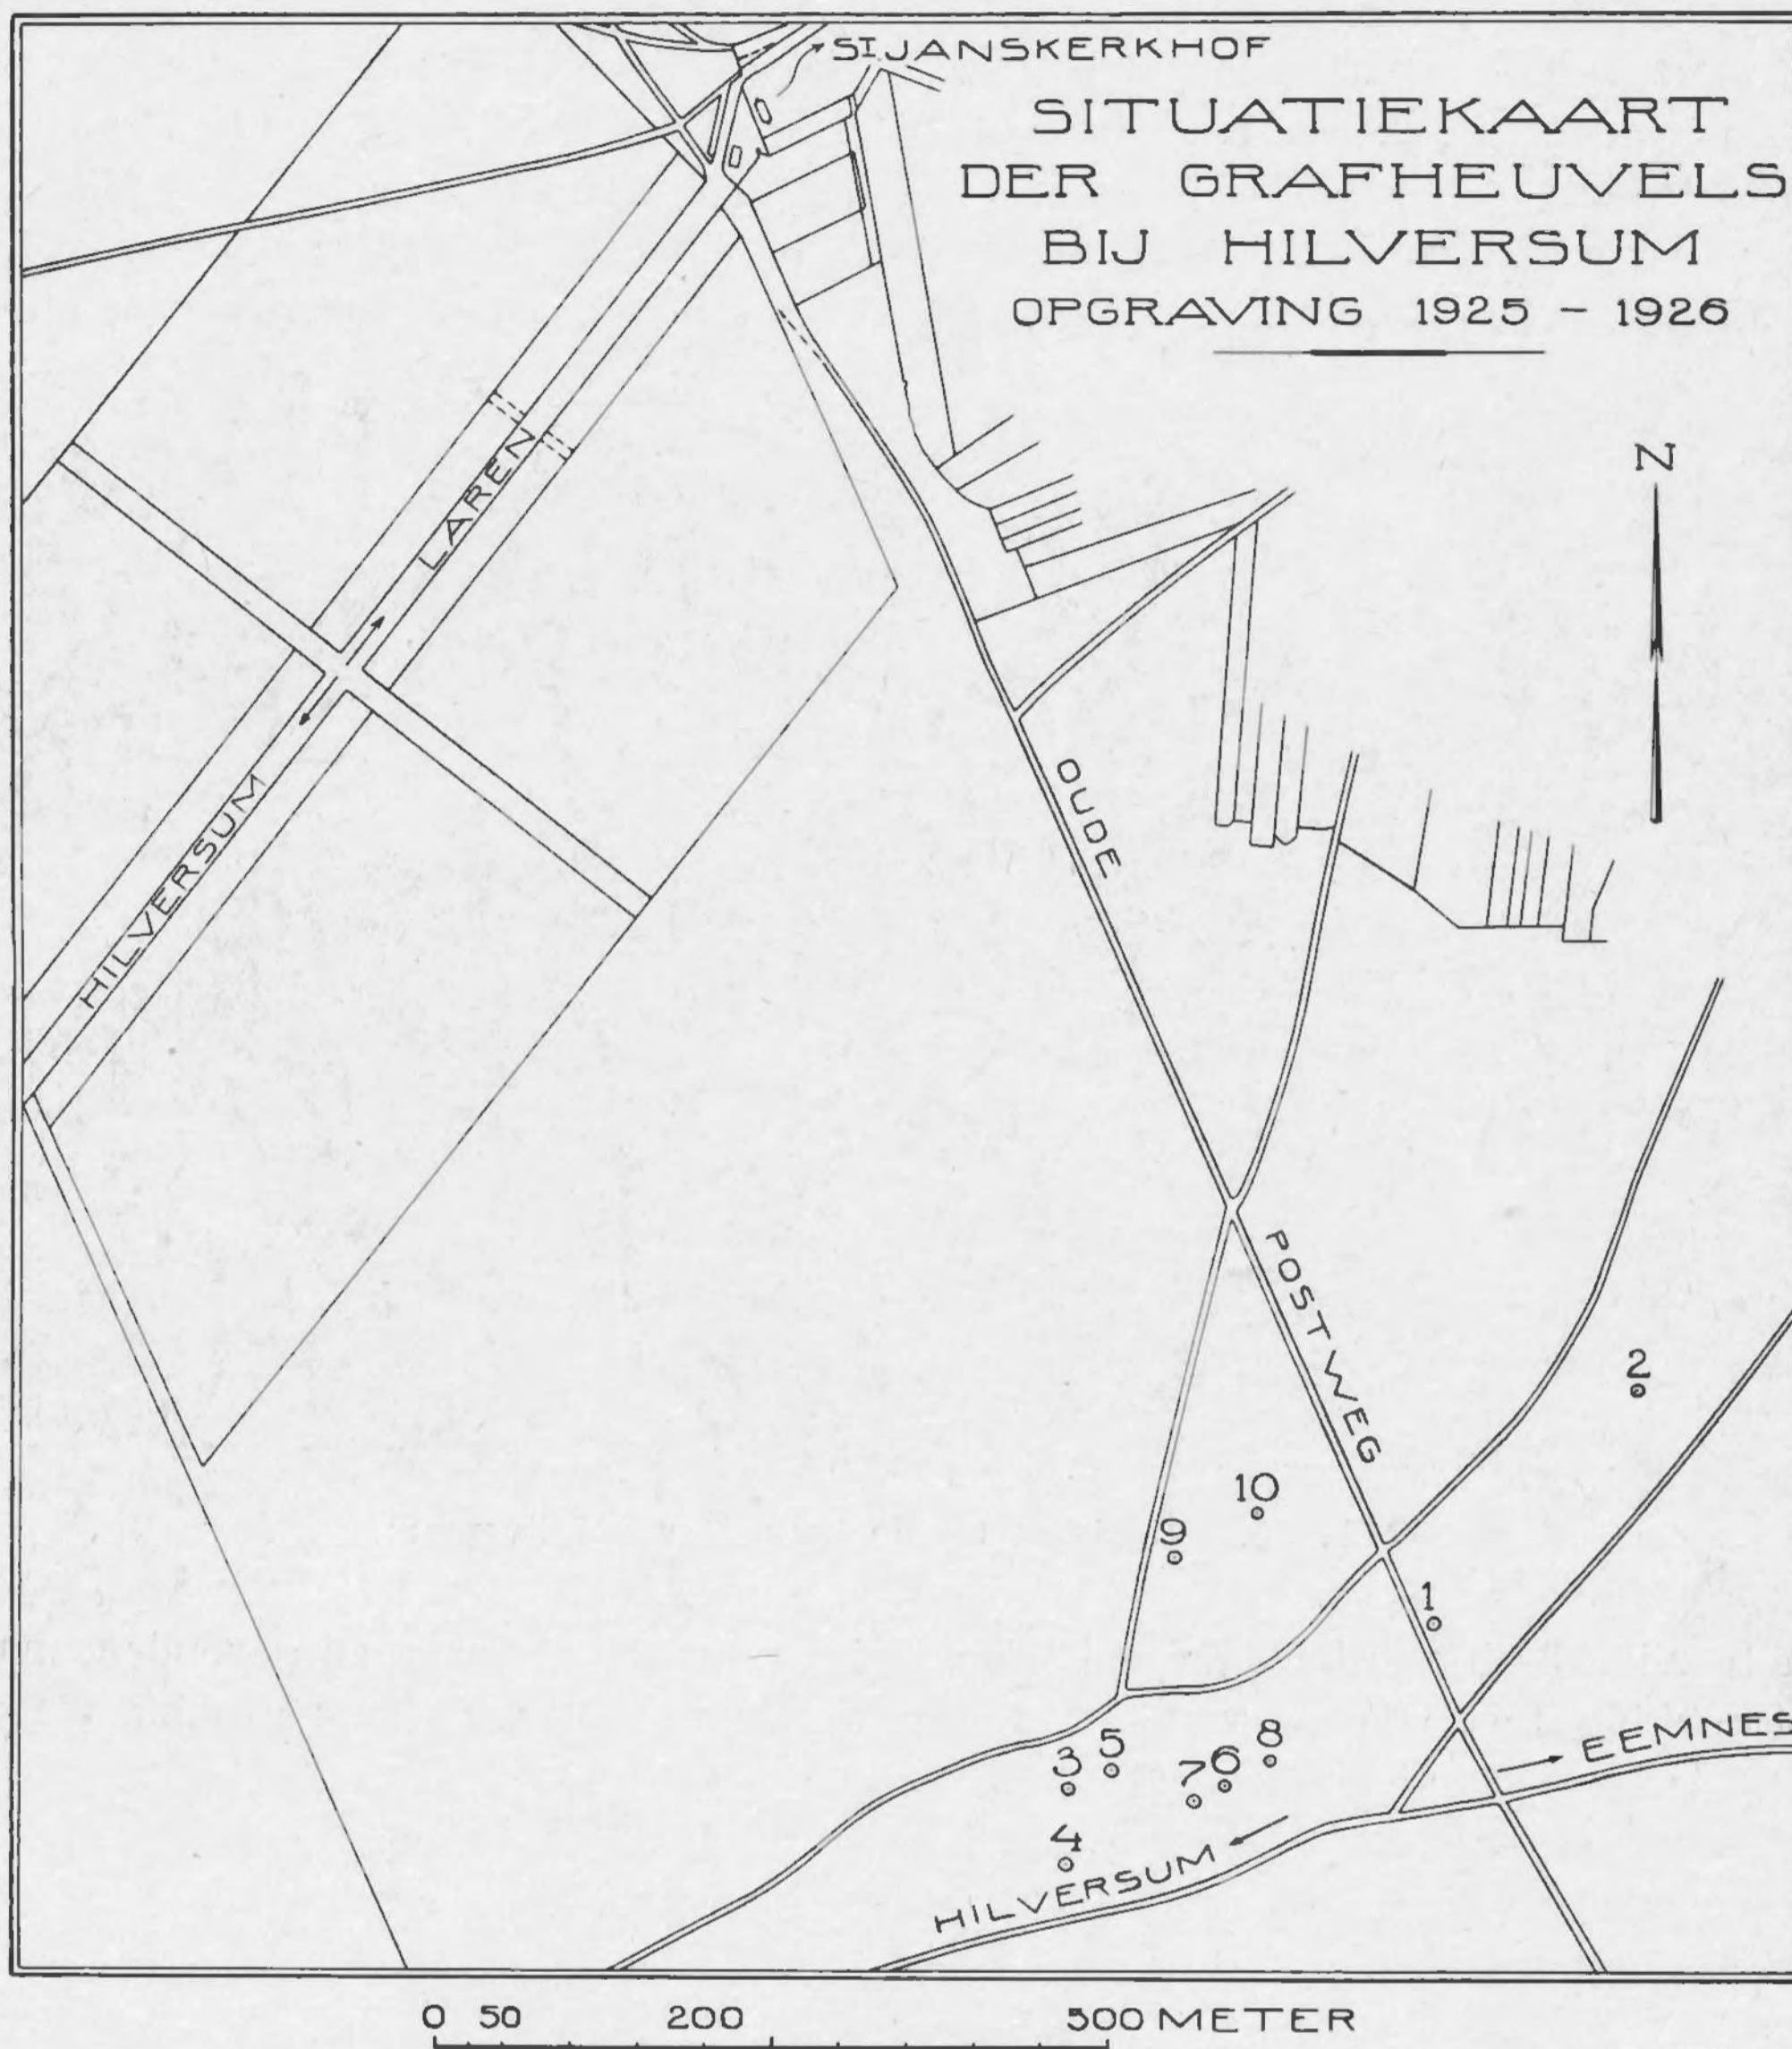 ST JANSKERKHOF
SITUATIEKAART
DER GRAFHEUVELS
BIJ HILVERSUM
OPGRAVING 1925 - 1926
N
LAREN
HILVERSUM
OUDE
POSTWEG
2
10
9
1
EEMNES
8
5
6
3
7
4
HILVERSUM
0 50 200 500 METER